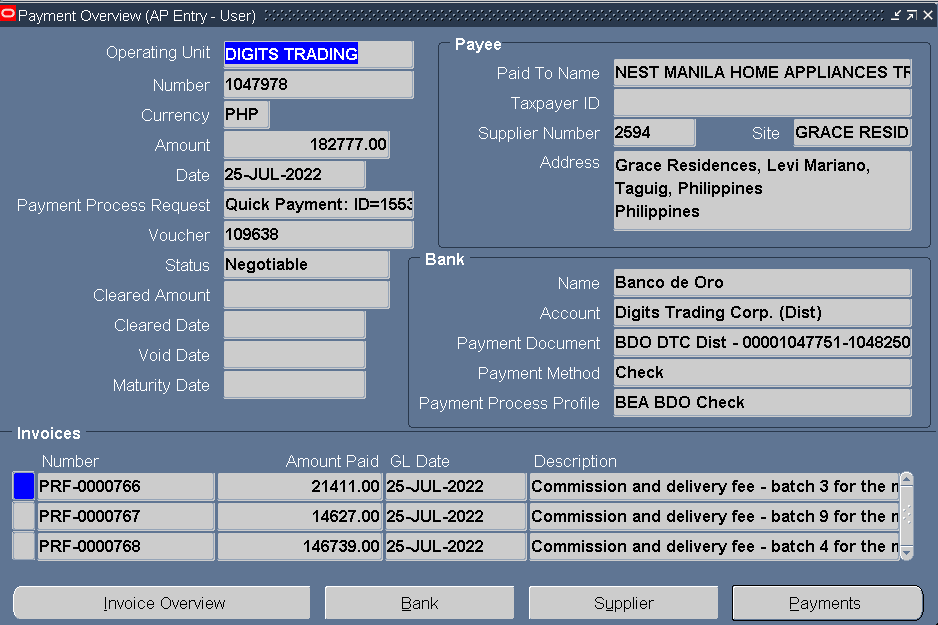 Payment Overview (AP Entry - User)
Operating Unit DIGITS TRADING
Number 1047978
Currency PHP
Amount 182777.00
Date 25-JUL-2022
Payment Process Request Quick Payment: ID=1553
Voucher 109638
Status Negotiable
Cleared Amount
Cleared Date
Void Date
Maturity Date
Payee
Paid To Name NEST MANILA HOME APPLIANCES TR
Taxpayer ID
Supplier Number 2594 Site GRACE RESID
Address Grace Residences, Levi Mariano,
Taguig, Philippines
Philippines
Bank
Name Banco de Oro
Account Digits Trading Corp. (Dist)
Payment Document BDO DTC Dist - 00001047751-1048250
Payment Method Check
Payment Process Profile BEA BDO Check
Invoices
Number Amount Paid GL Date Description
PRF-0000766 21411.00 25-JUL-2022 Commission and delivery fee - batch 3 for the
PRF-0000767 14627.00 25-JUL-2022 Commission and delivery fee - batch 9 for the
PRF-0000768 146739.00 25-JUL-2022 Commission and delivery fee - batch 4 for the
Invoice Overview Bank Supplier Payments